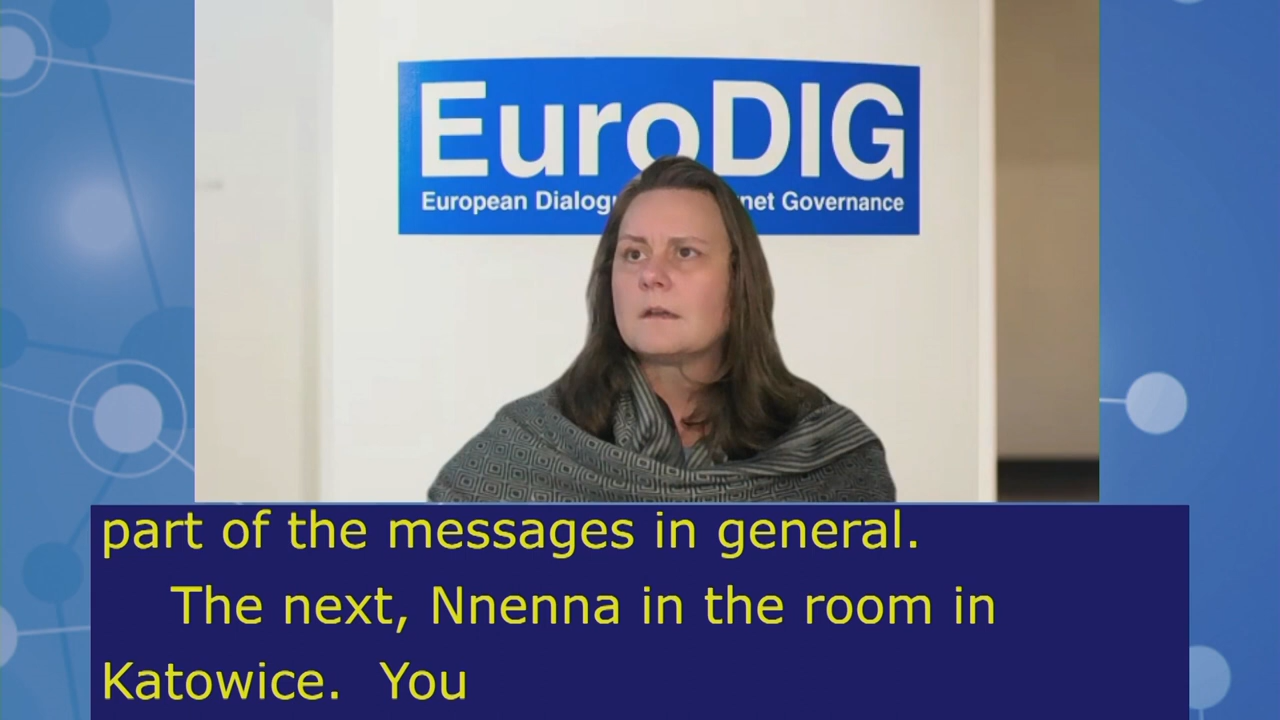 EuroDIG
European Dialog net Governance
part of the messages in general.
The next, Nnenna in the room in
Katowice. You